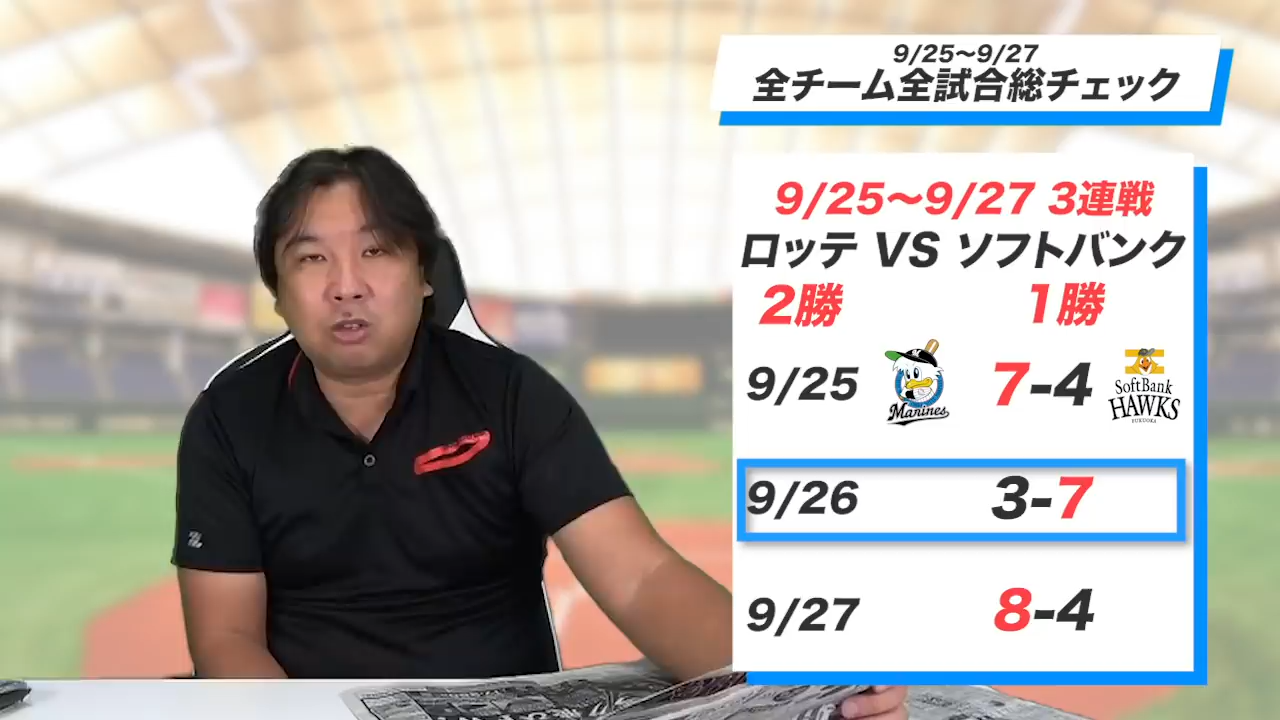 9/25〜9/27
全チーム全試合総チェック
9/25〜9/27 3連戦
ロッテ VS ソフトバンク
2勝 1勝
9/25 Marines 7-4 SoftBank HAWKS FUKUOKA
9/26 3-7
9/27 8-4